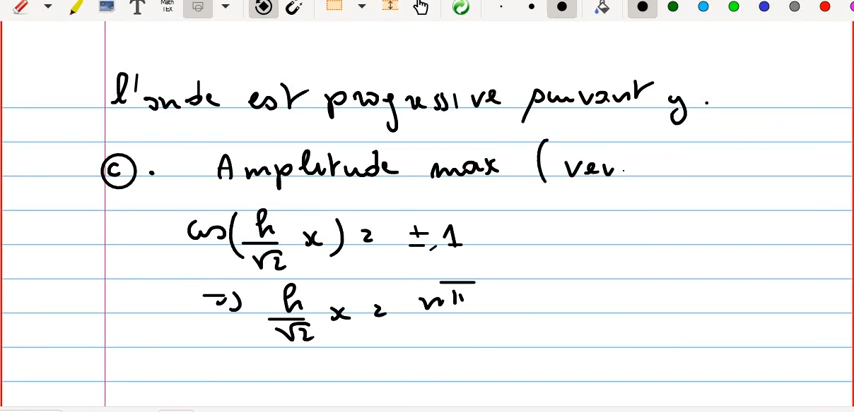 l'onde est progressive suivant y.
(c). Amplitude max (ven
cos(k/√2 x) = ± 1
=> k/√2 x = nπ